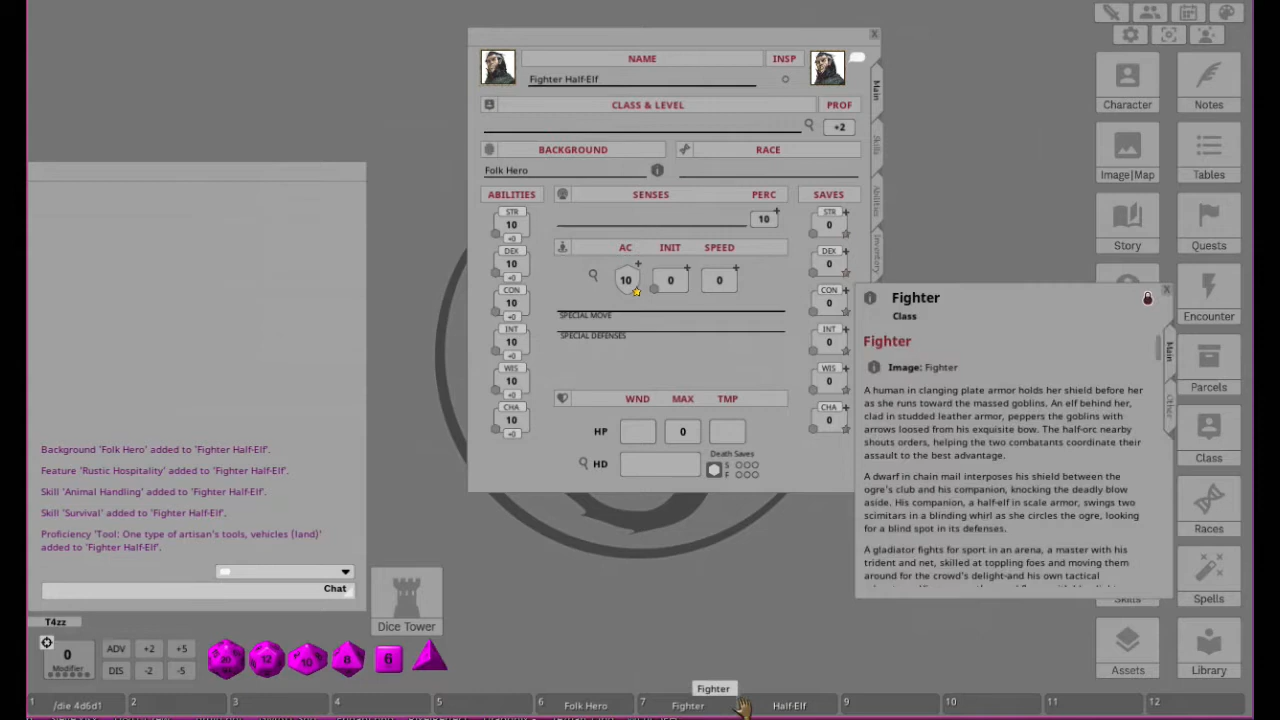 NAME
INSP
Fighter Half-Elf
CLASS & LEVEL
PROF
+2
BACKGROUND
RACE
Folk Hero
ABILITIES
SENSES
PERC
SAVES
STR
10
+0
DEX
10
+0
CON
10
+0
INT
10
+0
WIS
10
+0
CHA
10
+0
10
AC
INIT
SPEED
10
0
0
SPECIAL MOVE
SPECIAL DEFENSES
WND
MAX
TMP
HP
0
HD
Death Saves
S
F
STR
0
DEX
0
CON
0
INT
0
WIS
0
CHA
0
Main
Skills
Abilities
Inventory
Character
Notes
Image|Map
Tables
Story
Quests
Encounter
Parcels
Class
Races
Skills
Spells
Assets
Library
Fighter
Class
Main
Other
Fighter
Image: Fighter
A human in clanging plate armor holds her shield before her
as she runs toward the massed goblins. An elf behind her,
clad in studded leather armor, peppers the goblins with
arrows loosed from his exquisite bow. The half-orc nearby
shouts orders, helping the two combatants coordinate their
assault to the best advantage.
A dwarf in chain mail interposes his shield between the
ogre's club and his companion, knocking the deadly blow
aside. His companion, a half-elf in scale armor, swings two
scimitars in a blinding whirl as she circles the ogre, looking
for a blind spot in its defenses.
A gladiator fights for sport in an arena, a master with his
trident and net, skilled at toppling foes and moving them
around for the crowd's delight-and his own tactical
Background 'Folk Hero' added to 'Fighter Half-Elf'.
Feature 'Rustic Hospitality' added to 'Fighter Half-Elf'.
Skill 'Animal Handling' added to 'Fighter Half-Elf'.
Skill 'Survival' added to 'Fighter Half-Elf'.
Proficiency 'Tool: One type of artisan's tools, vehicles (land)'
added to 'Fighter Half-Elf'.
Chat
Dice Tower
T4zz
0
Modifier
ADV
+2
+5
DIS
-2
-5
20
12
10
8
6
Fighter
1 /die 4d6d1
2
3
4
5
6 Folk Hero
7 Fighter
Half-Elf
9
10
11
12